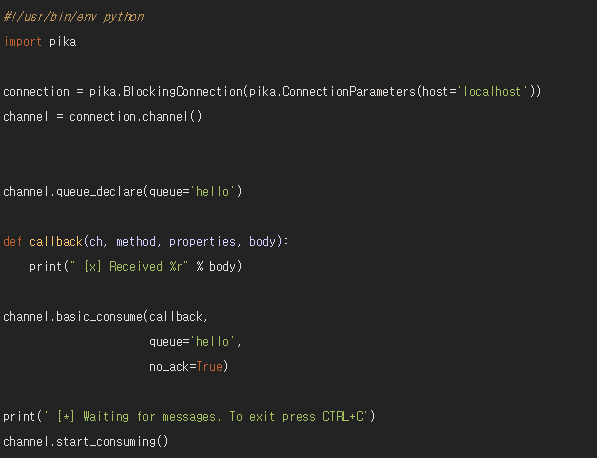 #!/usr/bin/env python
import pika
connection = pika.BlockingConnection(pika.ConnectionParameters(host='localhost'))
channel = connection.channel()
channel.queue_declare(queue='hello')
def callback(ch, method, properties, body):
    print(" [x] Received %r" % body)
channel.basic_consume(callback,
                      queue='hello',
                      no_ack=True)
print(' [*] Waiting for messages. To exit press CTRL+C')
channel.start_consuming()